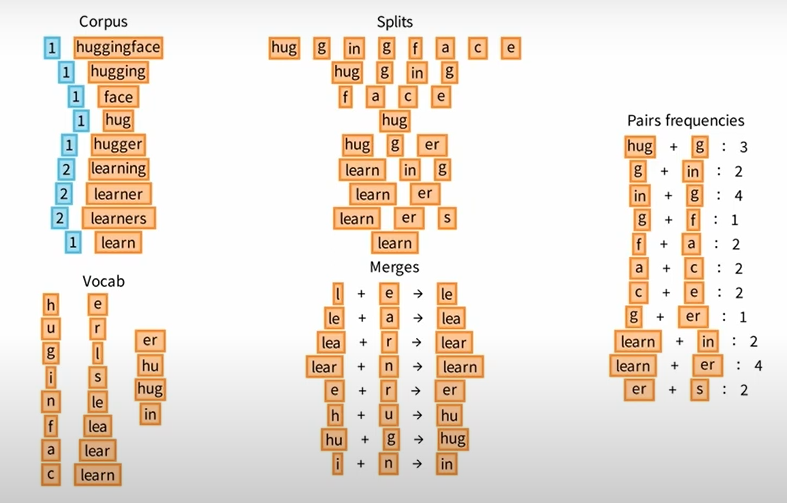 Corpus
1 huggingface
1 hugging
1 face
1 hug
1 hugger
2 learning
2 learner
2 learners
1 learn
Splits
hug g in g f a c e
hug g in g
f a c e
hug
hug g er
learn in g
learn er
learn er s
learn
Vocab
h e
u r
g l
i s
n le
f lea
a lear
c learn
er
hu
hug
in
Merges
l + e → le
le + a → lea
lea + r → lear
lear + n → learn
e + r → er
h + u → hu
hu + g → hug
i + n → in
Pairs frequencies
hug + g : 3
g + in : 2
in + g : 4
g + f : 1
f + a : 2
a + c : 2
c + e : 2
g + er : 1
learn + in : 2
learn + er : 4
er + s : 2